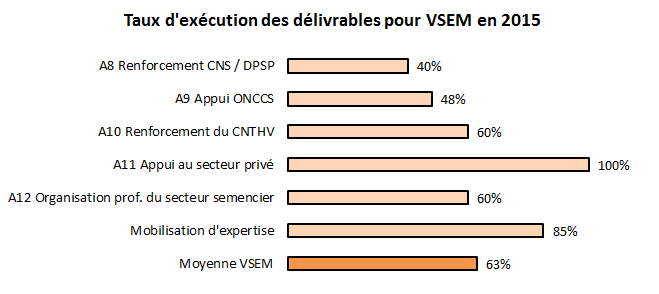 Taux d'exécution des délivrables pour VSEM en 2015
A8 Renforcement CNS / DPSP 40%
A9 Appui ONCCS 48%
A10 Renforcement du CNTHV 60%
A11 Appui au secteur privé 100%
A12 Organisation prof. du secteur semencier 60%
Mobilisation d'expertise 85%
Moyenne VSEM 63%